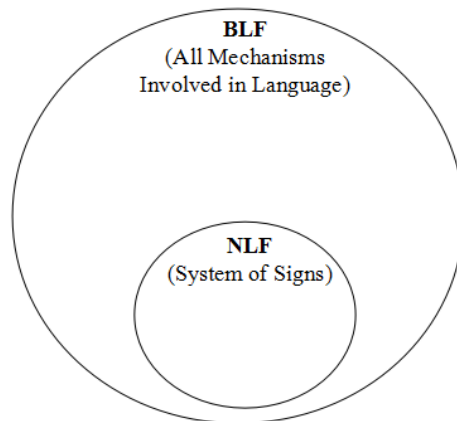 BLF
(All Mechanisms
Involved in Language)
NLF
(System of Signs)